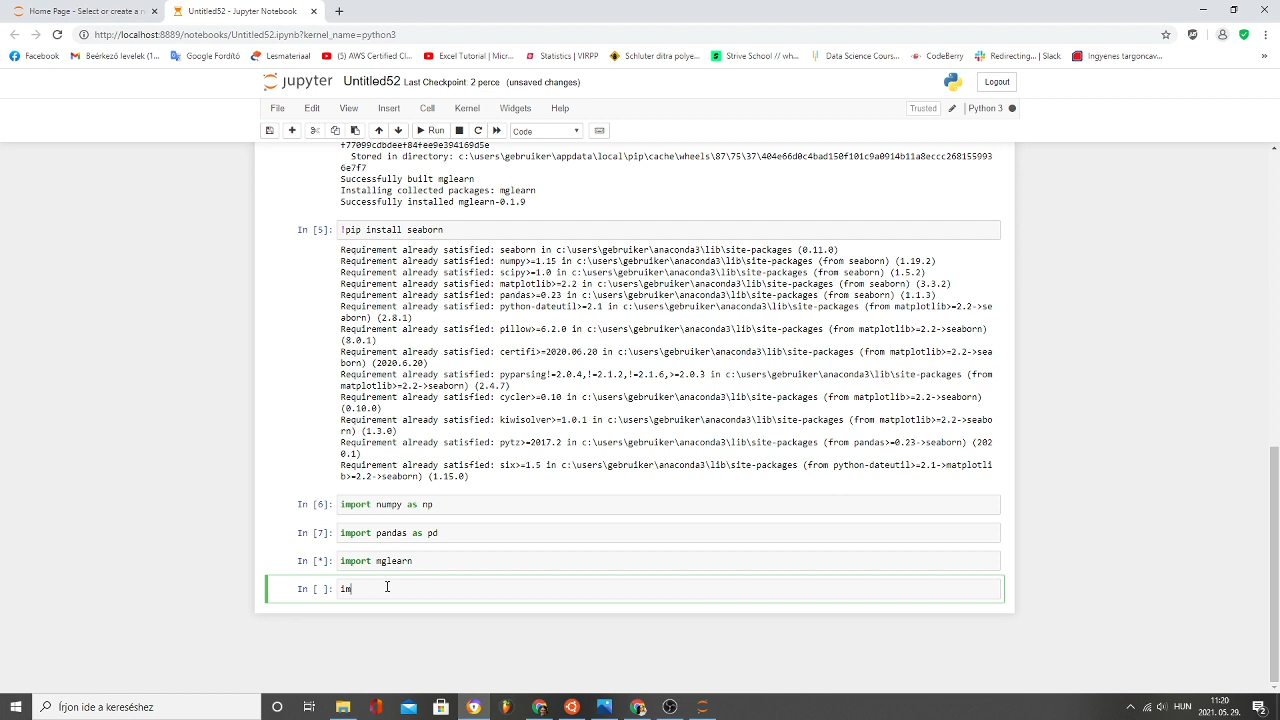 Home Page - Select or create a n
Untitled52 - Jupyter Notebook
http://localhost:8889/notebooks/Untitled52.ipynb?kernel_name=python3
Facebook
Beérkezó levelek (1...
Google Fordító
Lesmateriaal
(5) AWS Certified Cl...
Excel Tutorial | Mic...
Statistics | VIRPP
Schluter ditra polye...
Strive School // wh...
Data Science Cours...
CodeBerry
Redirecting... | Slack
Ingyenes targoncav...
»
jupyter Untitled52 Last Checkpoint: 2 perce (unsaved changes)
Logout
File Edit View Insert Cell Kernel Widgets Help
Trusted
Python 3
Run
Code
f77099cdbdeef84fee9e394169d5e
Stored in directory: c:\users\gebruiker\appdata\local\pip\cache\wheels\87\75\37\404e66d0c4bad150f101c9a0914b11a8eccc268155993
6e7f7
Successfully built mglearn
Installing collected packages: mglearn
Successfully installed mglearn-0.1.9
In [5]: !pip install seaborn
Requirement already satisfied: seaborn in c:\users\gebruiker\anaconda3\lib\site-packages (0.11.0)
Requirement already satisfied: numpy>=1.15 in c:\users\gebruiker\anaconda3\lib\site-packages (from seaborn) (1.19.2)
Requirement already satisfied: scipy>=1.0 in c:\users\gebruiker\anaconda3\lib\site-packages (from seaborn) (1.5.2)
Requirement already satisfied: matplotlib>=2.2 in c:\users\gebruiker\anaconda3\lib\site-packages (from seaborn) (3.3.2)
Requirement already satisfied: pandas>=0.23 in c:\users\gebruiker\anaconda3\lib\site-packages (from seaborn) (1.1.3)
Requirement already satisfied: python-dateutil>=2.1 in c:\users\gebruiker\anaconda3\lib\site-packages (from matplotlib>=2.2->se
aborn) (2.8.1)
Requirement already satisfied: pillow>=6.2.0 in c:\users\gebruiker\anaconda3\lib\site-packages (from matplotlib>=2.2->seaborn)
(8.0.1)
Requirement already satisfied: certifi>=2020.06.20 in c:\users\gebruiker\anaconda3\lib\site-packages (from matplotlib>=2.2->sea
born) (2020.6.20)
Requirement already satisfied: pyparsing!=2.0.4,!=2.1.2,!=2.1.6,>=2.0.3 in c:\users\gebruiker\anaconda3\lib\site-packages (from
matplotlib>=2.2->seaborn) (2.4.7)
Requirement already satisfied: cycler>=0.10 in c:\users\gebruiker\anaconda3\lib\site-packages (from matplotlib>=2.2->seaborn)
(0.10.0)
Requirement already satisfied: kiwisolver>=1.0.1 in c:\users\gebruiker\anaconda3\lib\site-packages (from matplotlib>=2.2->seabo
rn) (1.3.0)
Requirement already satisfied: pytz>=2017.2 in c:\users\gebruiker\anaconda3\lib\site-packages (from pandas>=0.23->seaborn) (202
0.1)
Requirement already satisfied: six>=1.5 in c:\users\gebruiker\anaconda3\lib\site-packages (from python-dateutil>=2.1->matplotli
b>=2.2->seaborn) (1.15.0)
In [6]: import numpy as np
In [7]: import pandas as pd
In [*]: import mglearn
In [ ]: im
Írjon ide a kereséshez
HUN
11:20
2021. 05. 29.
2